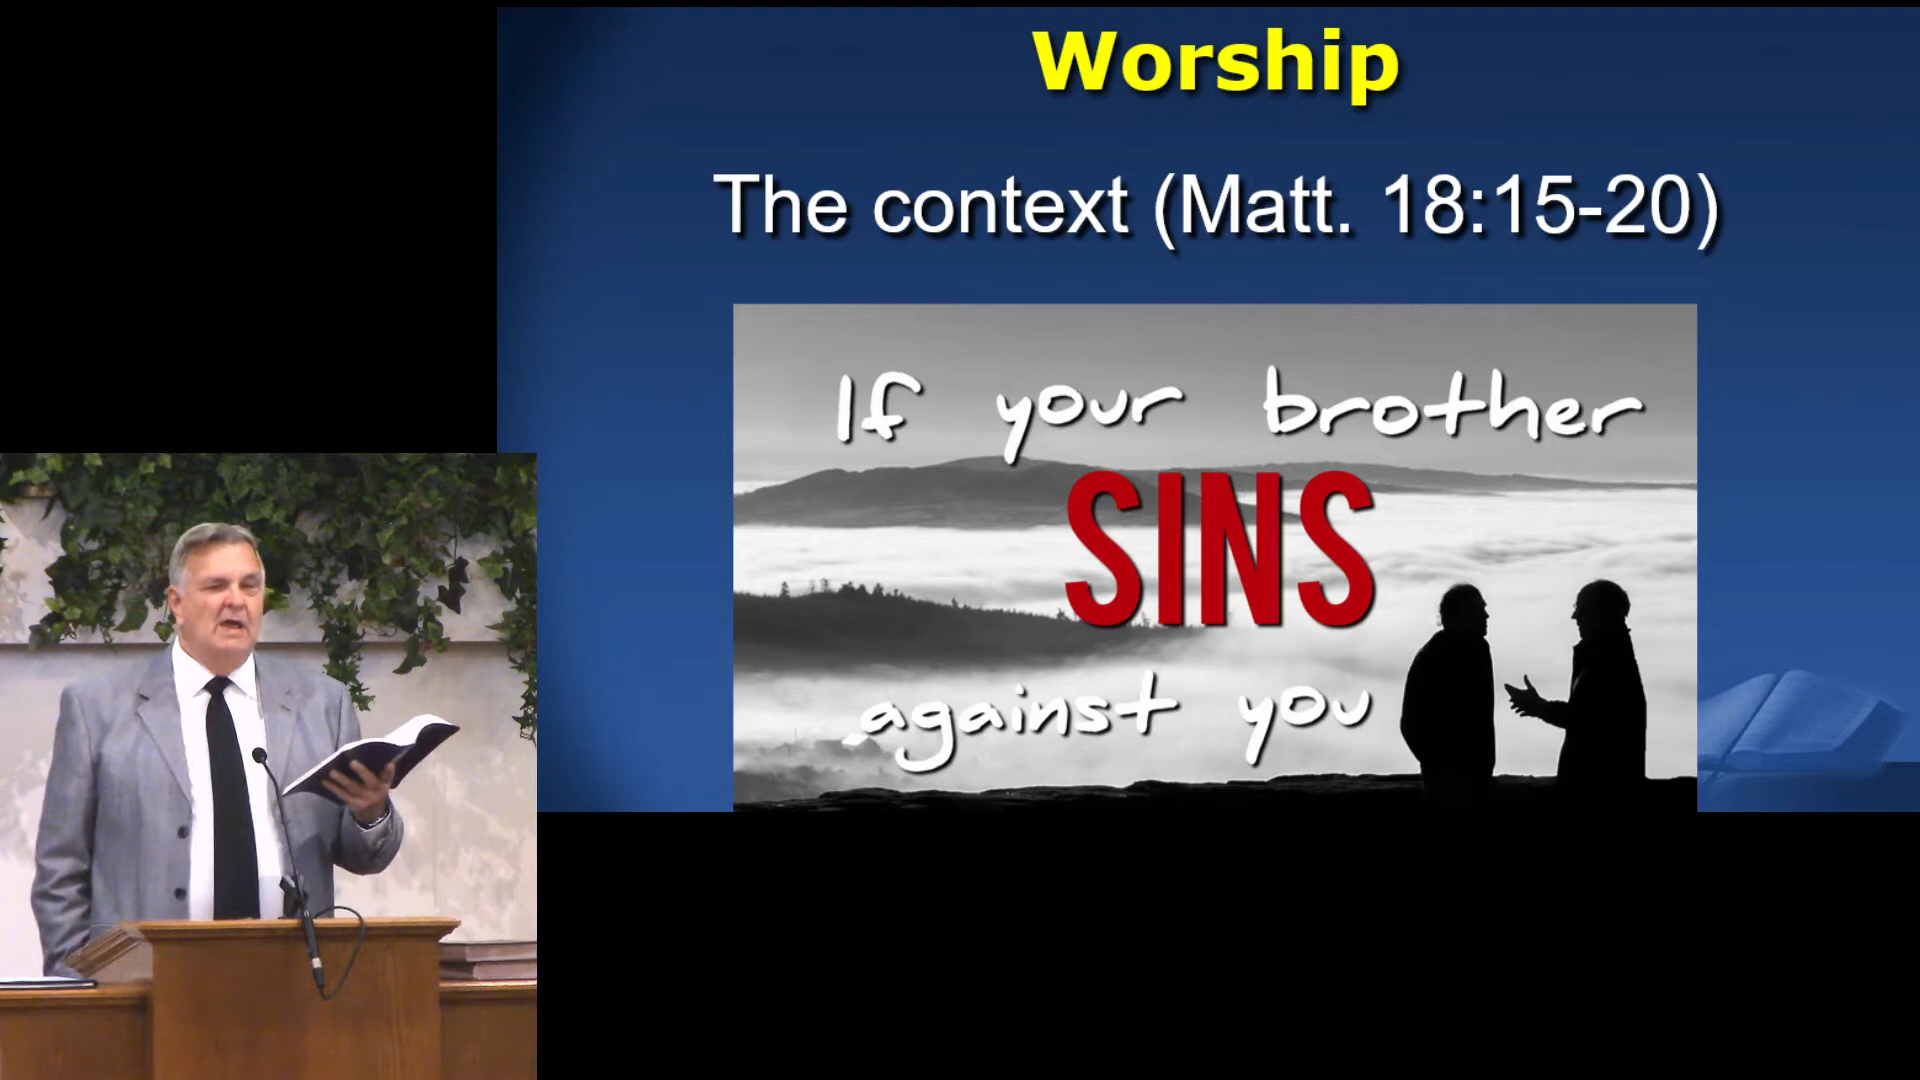 Worship
The context (Matt. 18:15-20)
If your brother
SINS
against you